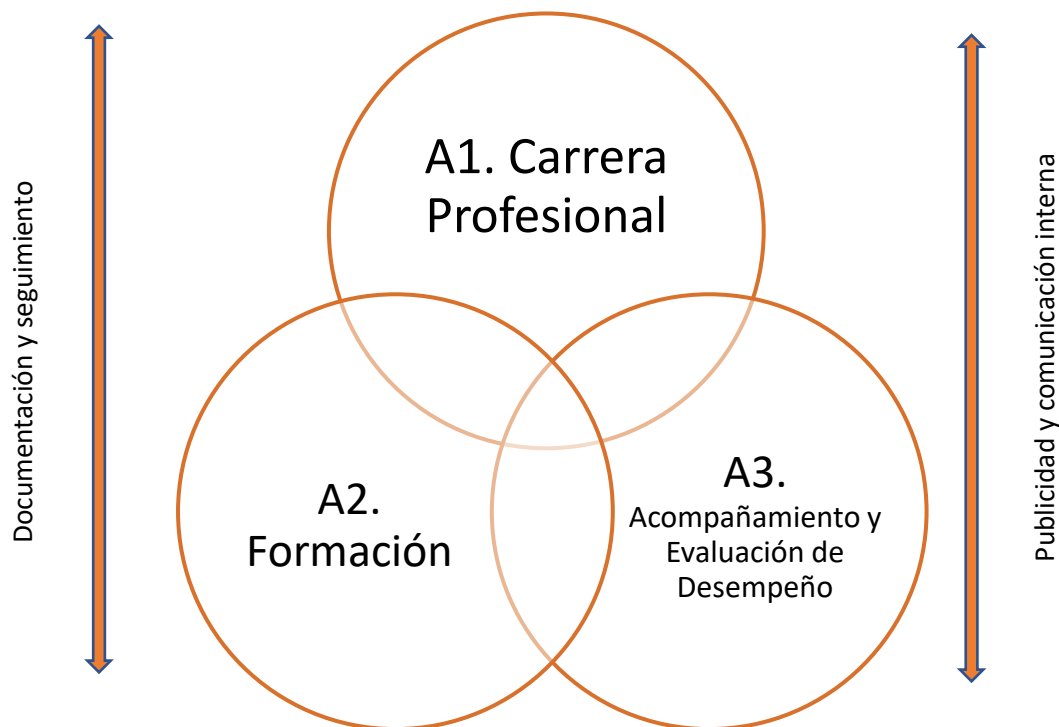 Documentación y seguimiento
A1. Carrera
Profesional
A2.
Formación
A3.
Acompañamiento y
Evaluación de
Desempeño
Publicidad y comunicación interna